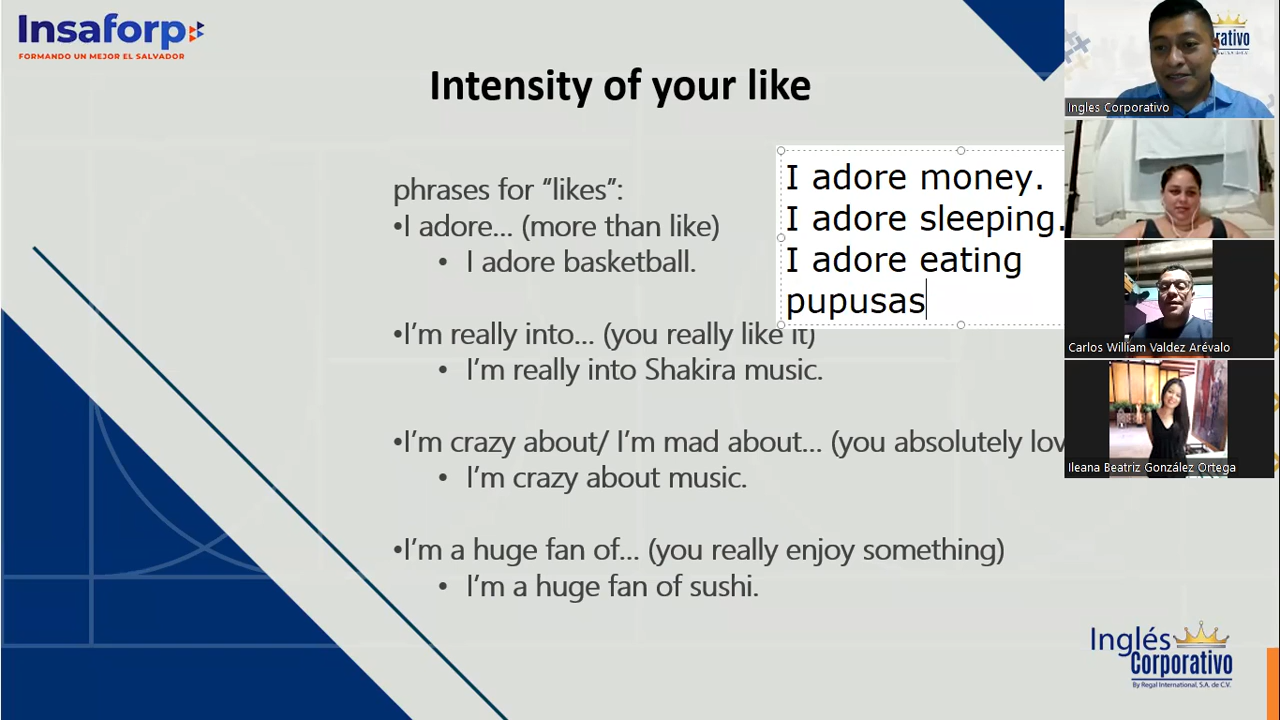 Insaforp
FORMANDO UN MEJOR EL SALVADOR
Intensity of your like
phrases for “likes”:
•I adore... (more than like)
• I adore basketball.
•I’m really into... (you really like it)
• I’m really into Shakira music.
•I’m crazy about/ I’m mad about... (you absolutely lov
• I’m crazy about music.
•I’m a huge fan of... (you really enjoy something)
• I’m a huge fan of sushi.
I adore money.
I adore sleeping.
I adore eating
pupusas
rativo
Ingles Corporativo
Carlos William Valdez Arévalo
Ileana Beatriz González Ortega
Inglés
Corporativo
By Regal International, S.A. de C.V.